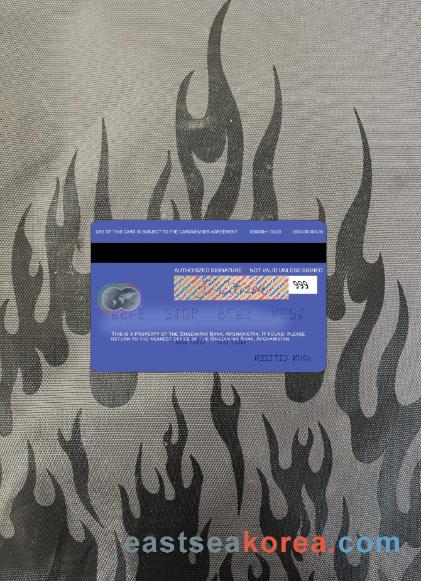 USE OF THIS CARD IS SUBJECT TO THE CARDMEMBER AGREEMENT
AUTHORIZED SIGNATURE NOT VALID UNLESS SIGNED
999
THIS IS A PROPERTY OF THE GHAZANFAR BANK, AFGHANISTAN. IF FOUND, PLEASE
RETURN TO THE NEAREST OFFICE OF THE GHAZANFAR BANK, AFGHANISTAN.
JOHN CITIZEN
eastseakorea.com